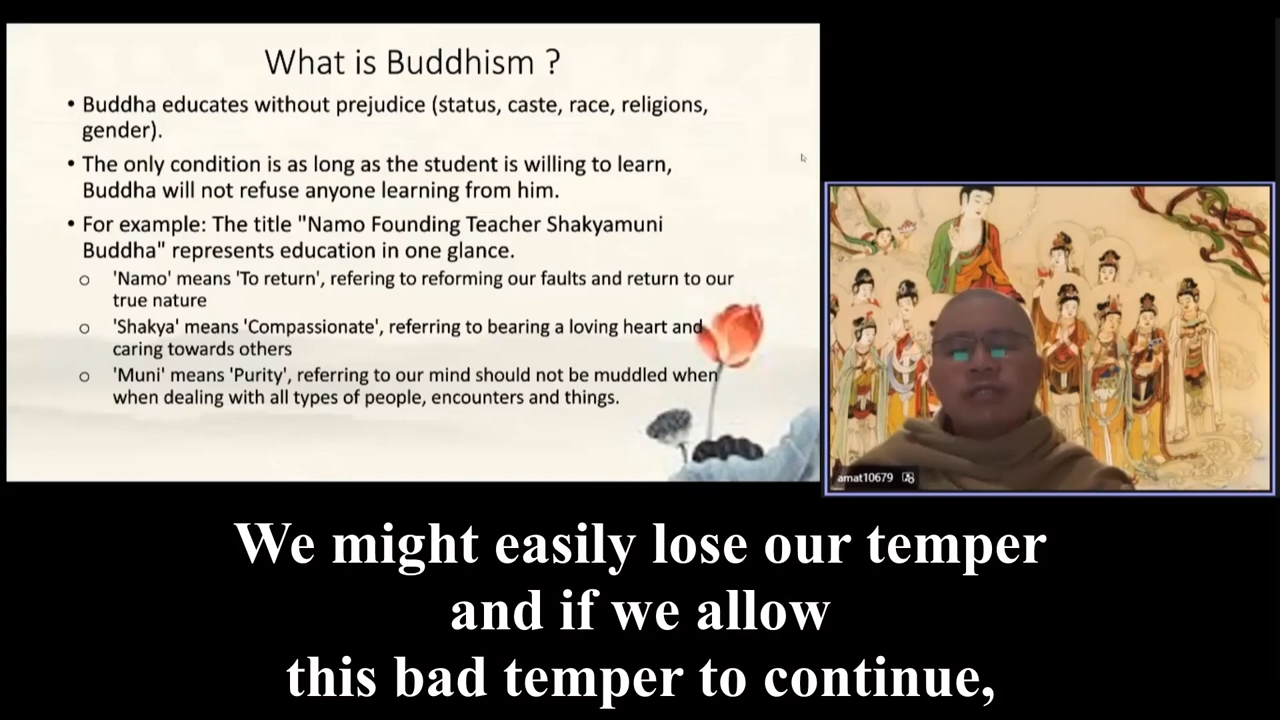 What is Buddhism ?
• Buddha educates without prejudice (status, caste, race, religions,
gender).
• The only condition is as long as the student is willing to learn,
Buddha will not refuse anyone learning from him.
• For example: The title "Namo Founding Teacher Shakyamuni
Buddha" represents education in one glance.
o 'Namo' means 'To return', refering to reforming our faults and return to our
true nature
o 'Shakya' means 'Compassionate', referring to bearing a loving heart and
caring towards others
o 'Muni' means 'Purity', referring to our mind should not be muddled when
when dealing with all types of people, encounters and things.
amat10679
We might easily lose our temper
and if we allow
this bad temper to continue,